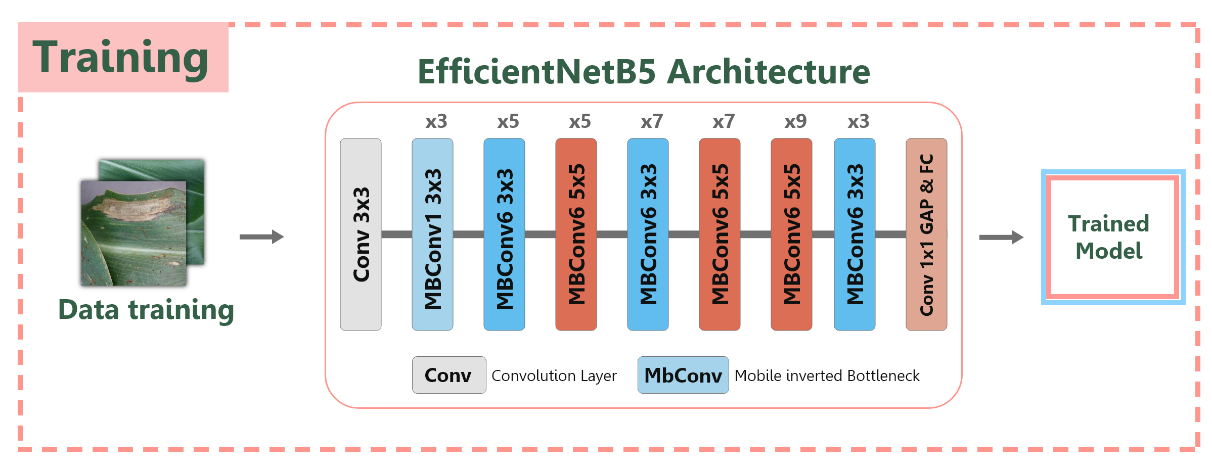 Training
EfficientNetB5 Architecture
x3
x5
x5
x7
x7
x9
x3
Conv 3x3
MBConv1 3x3
MBConv6 3x3
MBConv6 5x5
MBConv6 3x3
MBConv6 5x5
MBConv6 5x5
MBConv6 3x3
Conv 1x1 GAP & FC
Data training
Trained
Model
Conv
Convolution Layer
MbConv
Mobile inverted Bottleneck